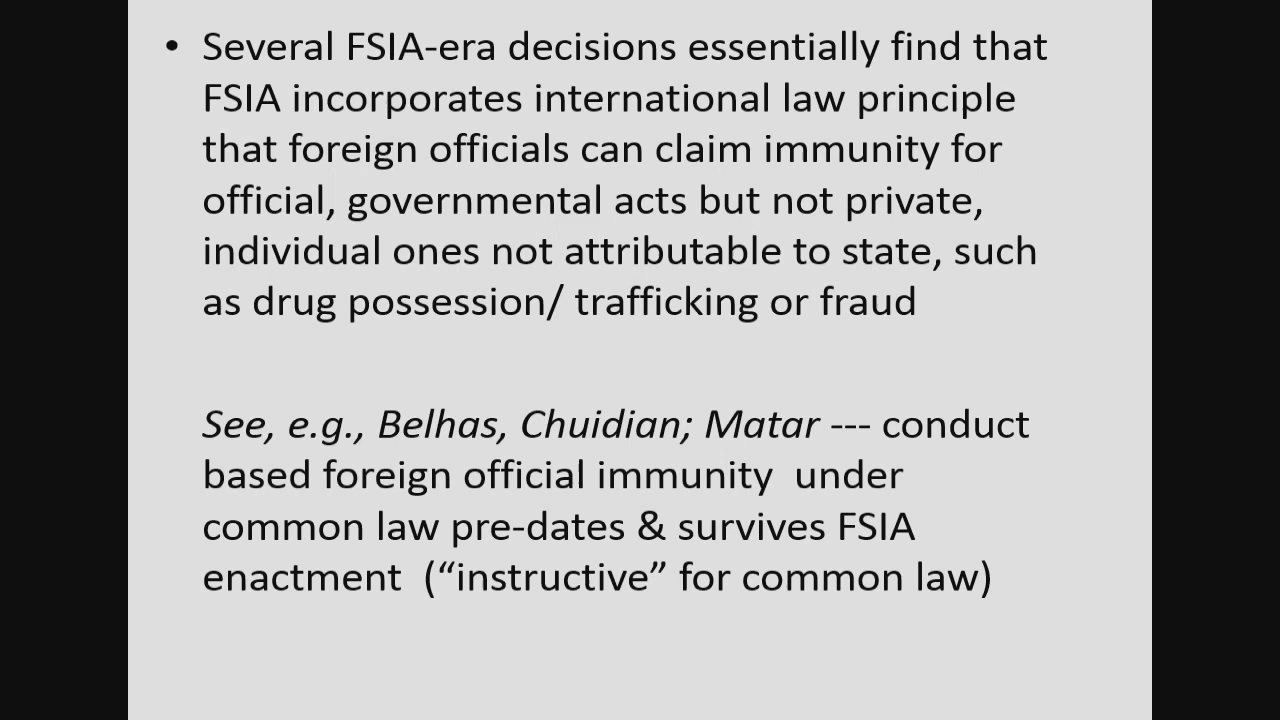 • Several FSIA-era decisions essentially find that
FSIA incorporates international law principle
that foreign officials can claim immunity for
official, governmental acts but not private,
individual ones not attributable to state, such
as drug possession/ trafficking or fraud
See, e.g., Belhas, Chuidian; Matar --- conduct
based foreign official immunity  under
common law pre-dates & survives FSIA
enactment  (“instructive” for common law)